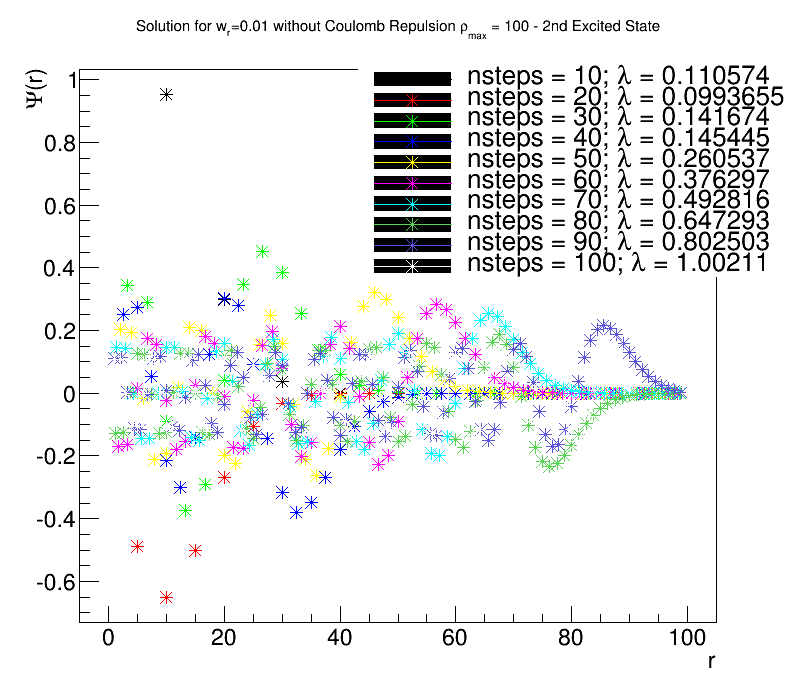 Solution for wr=0.01 without Coulomb Repulsion ρmax = 100 - 2nd Excited State
Ψ(r)
nsteps = 10; λ = 0.110574
nsteps = 20; λ = 0.0993655
nsteps = 30; λ = 0.141674
nsteps = 40; λ = 0.145445
nsteps = 50; λ = 0.260537
nsteps = 60; λ = 0.376297
nsteps = 70; λ = 0.492816
nsteps = 80; λ = 0.647293
nsteps = 90; λ = 0.802503
nsteps = 100; λ = 1.00211
1
0.8
0.6
0.4
0.2
0
-0.2
-0.4
-0.6
0 20 40 60 80 100
r